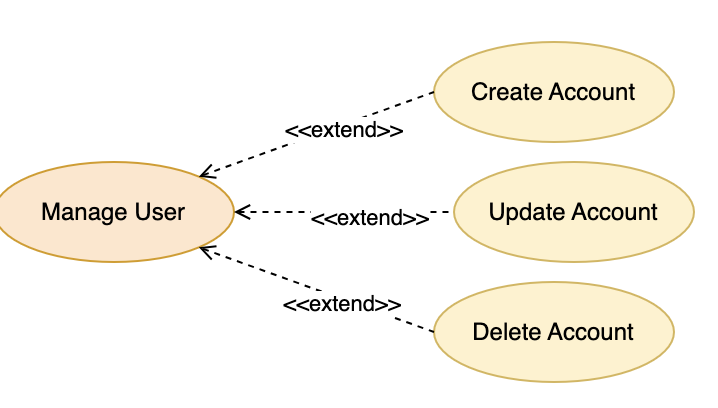 Create Account
<<extend>>
Manage User
<<extend>>
Update Account
<<extend>>
Delete Account